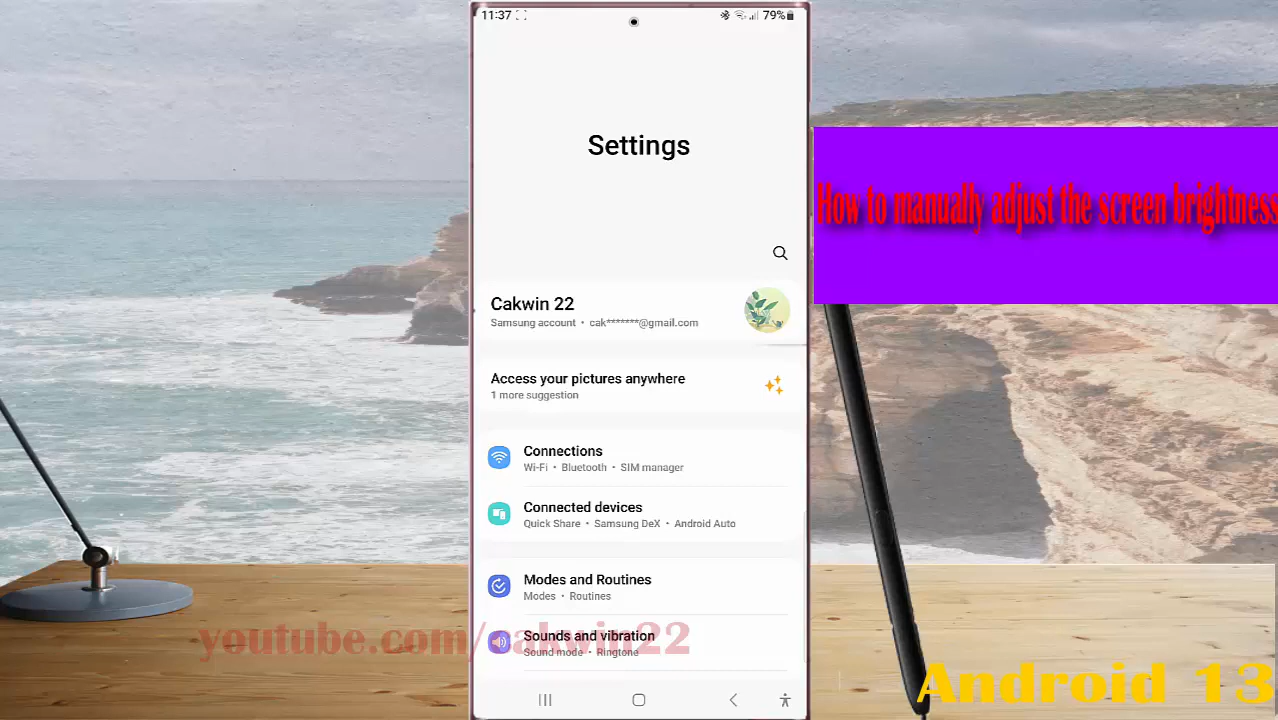 11:37
79%
Settings
How to manually adjust the screen brightness
Cakwin 22
Samsung account • cak*******@gmail.com
Access your pictures anywhere
1 more suggestion
Connections
Wi-Fi • Bluetooth • SIM manager
Connected devices
Quick Share • Samsung DeX • Android Auto
Modes and Routines
Modes • Routines
Sounds and vibration
Sound mode • Ringtone
youtube.com/cakwin22
Android 13